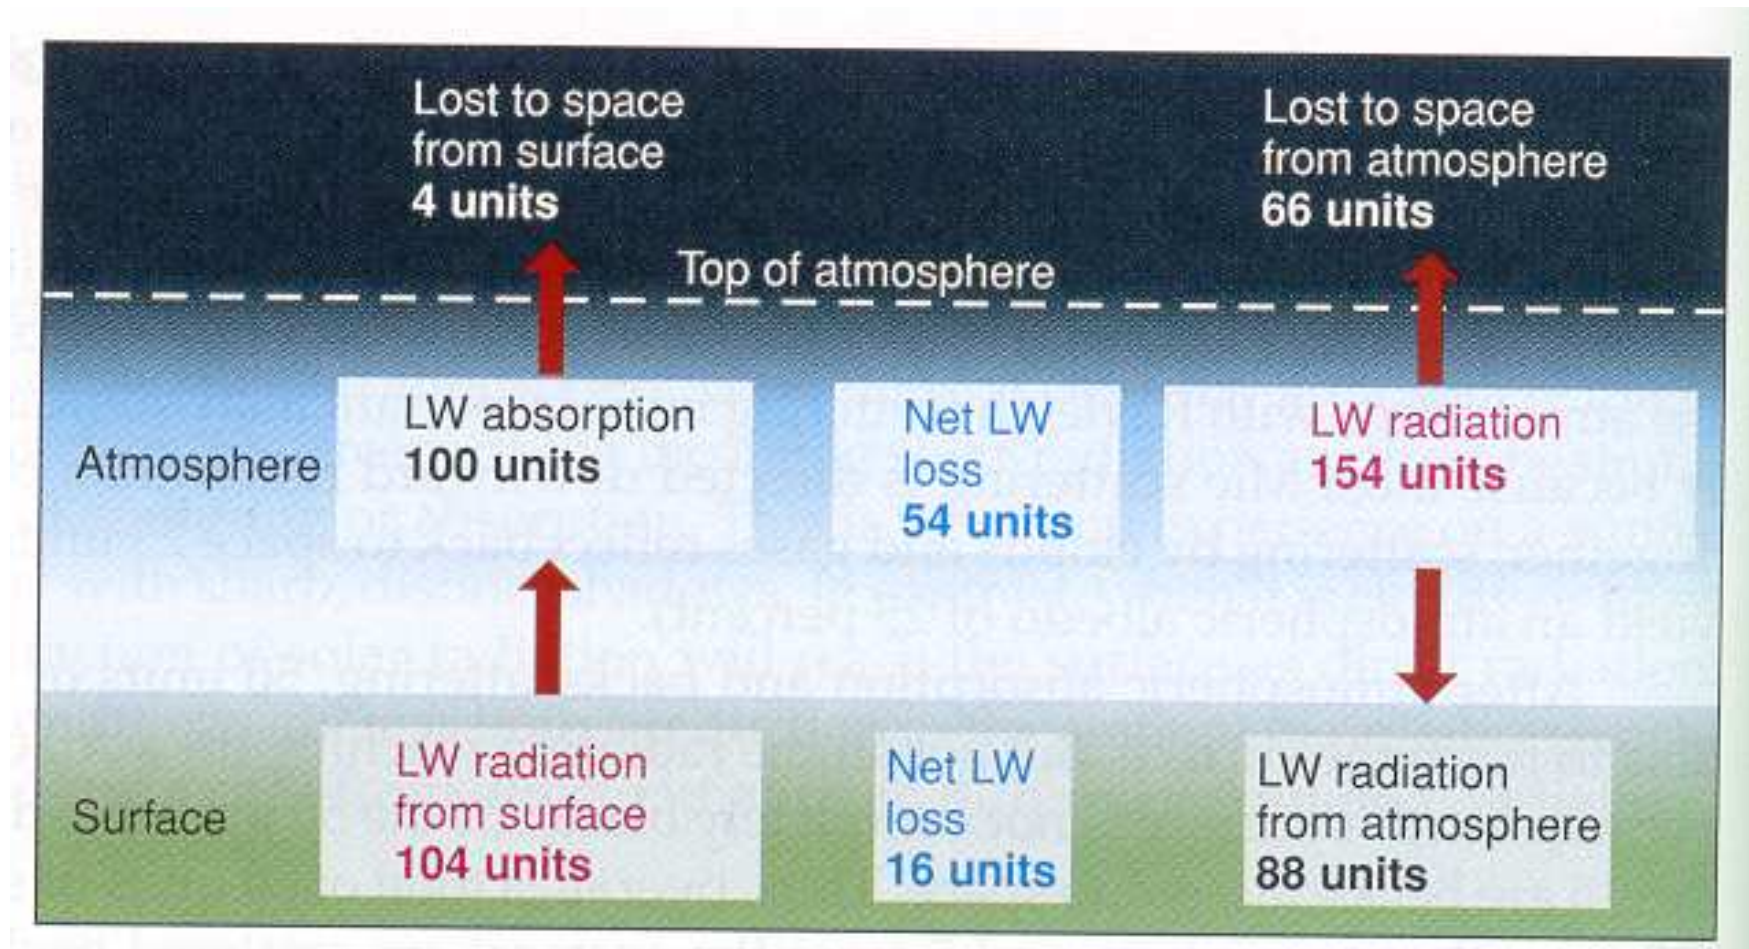 Lost to space
from surface
4 units
Lost to space
from atmosphere
66 units
Top of atmosphere
Atmosphere
LW absorption
100 units
Net LW
loss
54 units
LW radiation
154 units
Surface
LW radiation
from surface
104 units
Net LW
loss
16 units
LW radiation
from atmosphere
88 units